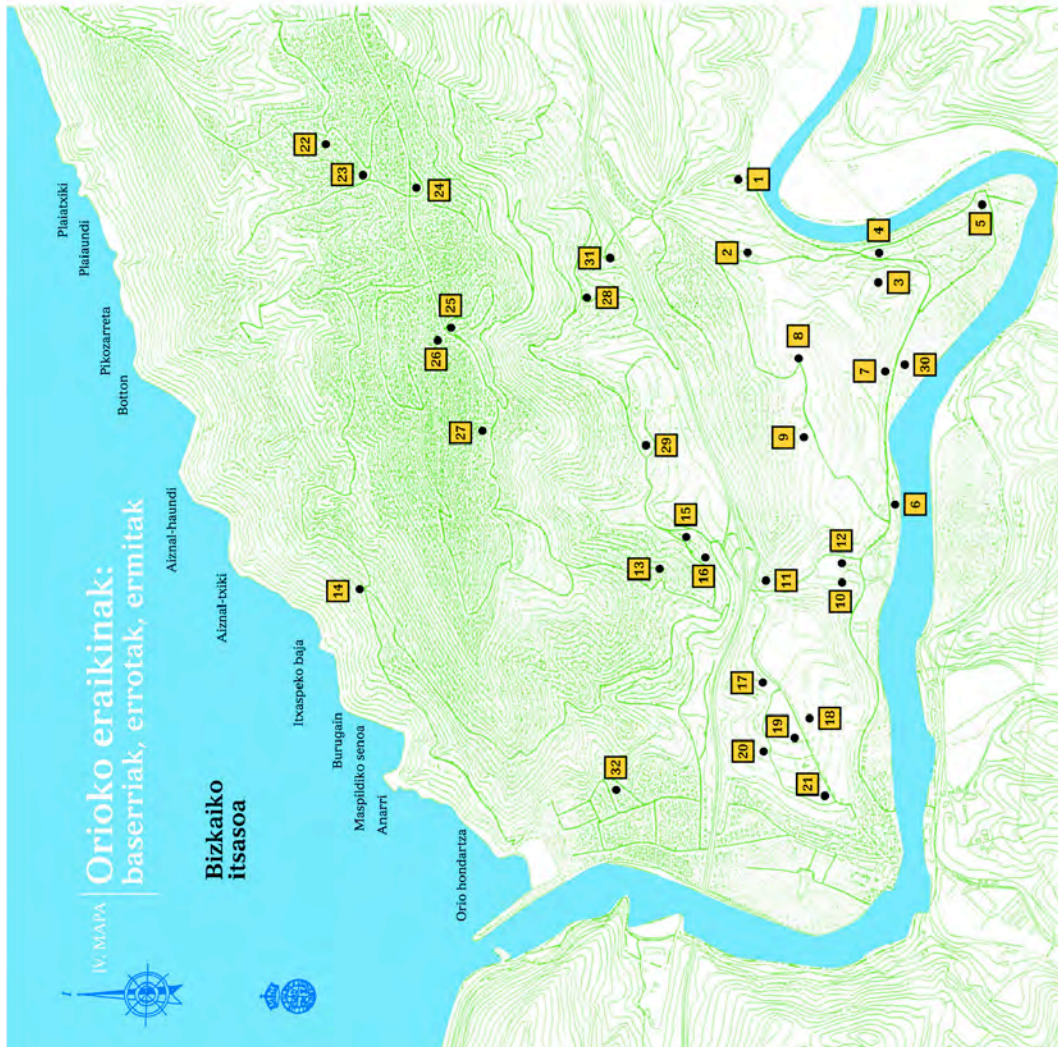 IV. MAPA
Orioko eraikinak:
baserriak, errotak, ermitak
Bizkaiko
itsasoa
Plaiatxiki
Plaiaundi
Pikozarreta
Botton
Aiznal-haundi
Aiznal-txiki
Itxaspeko baja
Burugain
Maspildiko senoa
Anarri
Orio hondartza
22
23
24
25
26
27
14
31
28
29
15
13
16
1
2
4
3
5
8
7
30
9
6
12
11
10
17
18
19
20
21
32